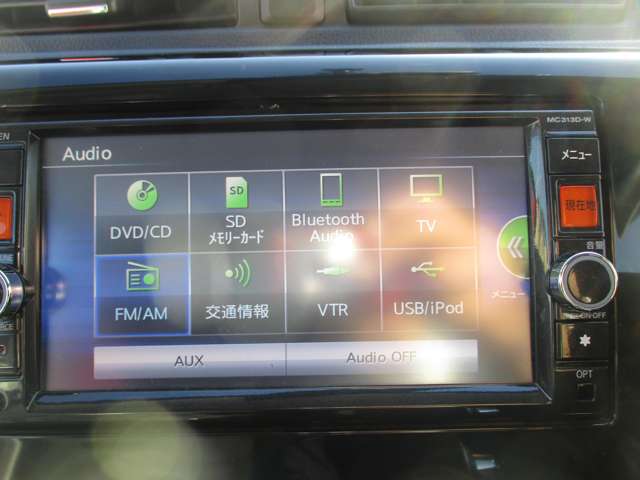 MC313D-W
Audio
メニュー
DVD/CD
SD
メモリーカード
Bluetooth
Audio
TV
現在地
音量
FM/AM
交通情報
VTR
USB/iPod
メニュー
AUX
Audio OFF
OPT